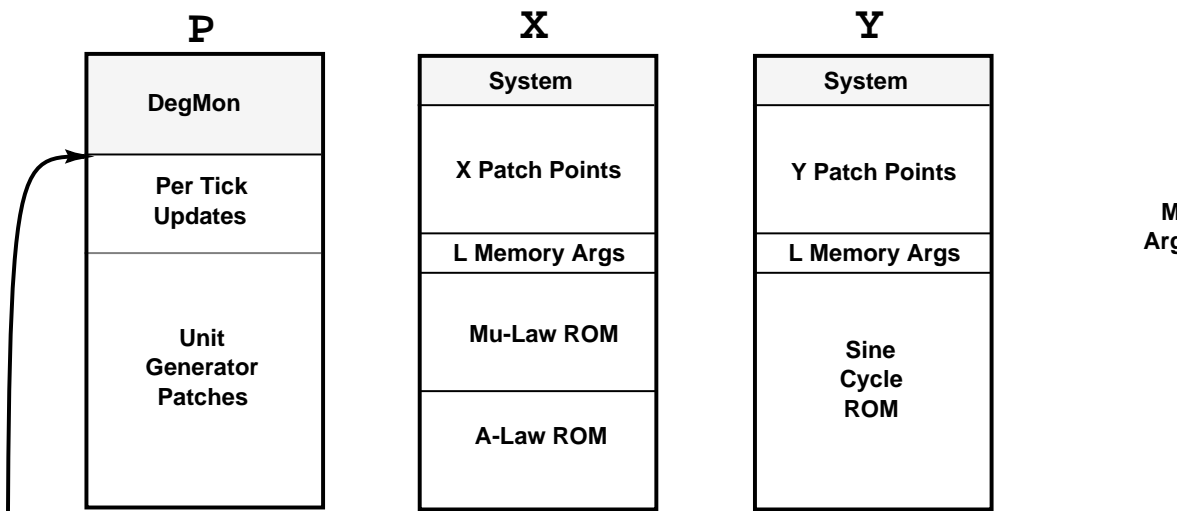 P
X
Y
DegMon
Per Tick
Updates
Unit
Generator
Patches
System
X Patch Points
L Memory Args
Mu-Law ROM
A-Law ROM
System
Y Patch Points
L Memory Args
Sine
Cycle
ROM